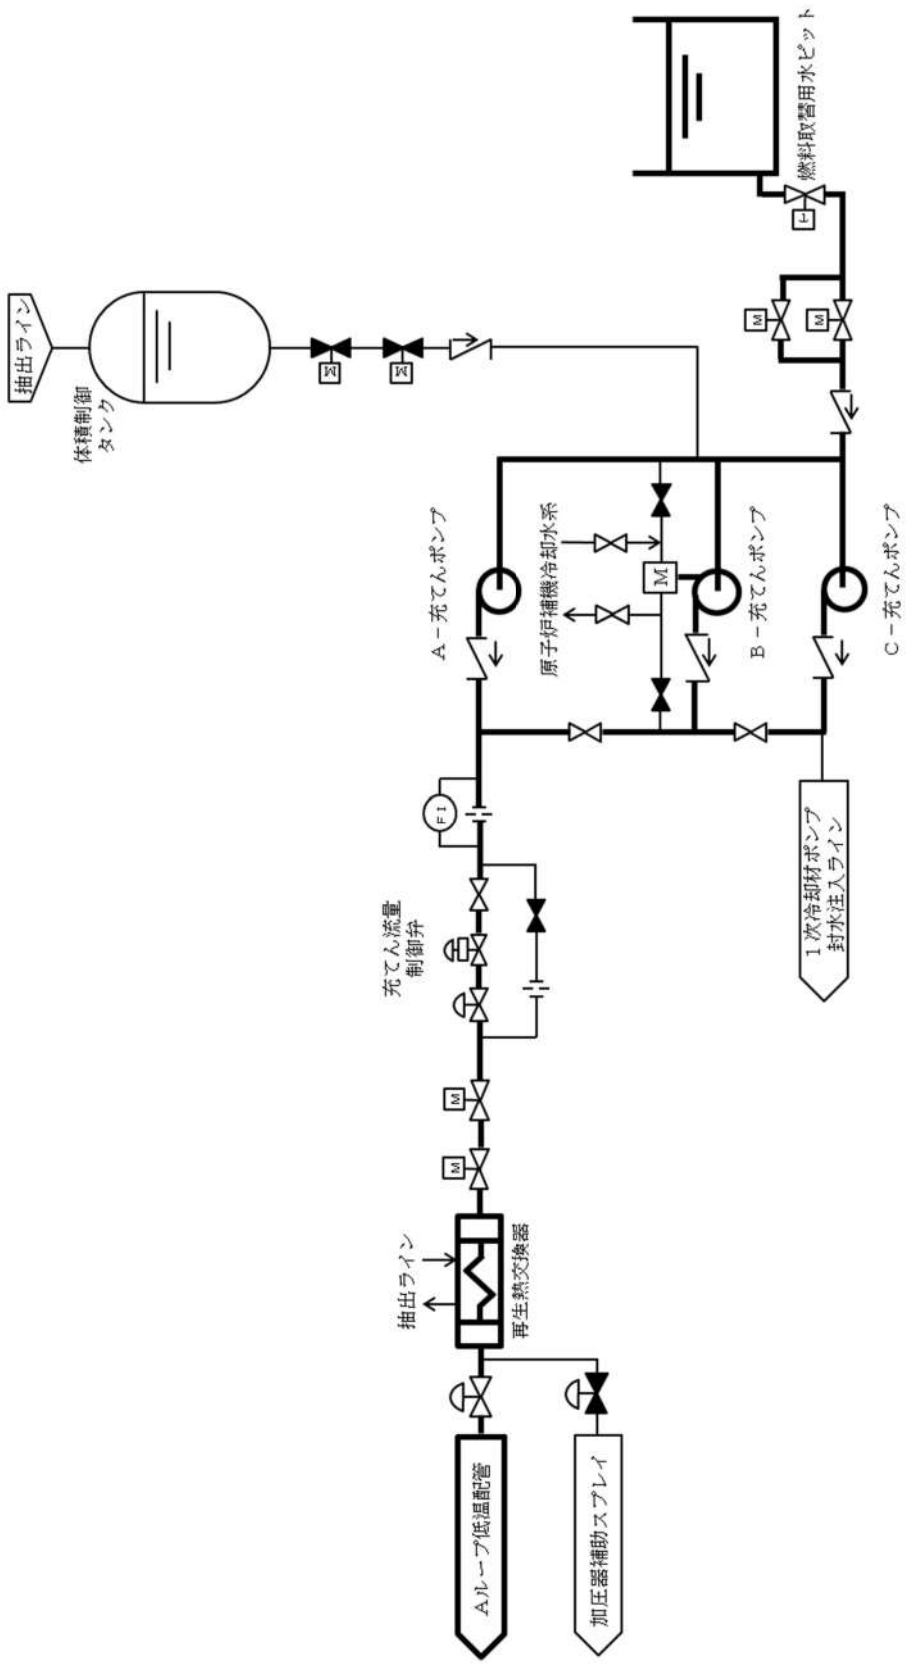 抽出ライン
体積制御
タンク
M
M
燃料取替用水ピット
M
M
A－充てんポンプ
原子炉補機冷却水系
M
B－充てんポンプ
C－充てんポンプ
FI
充てん流量
制御弁
1次冷却材ポンプ
封水注入ライン
M
M
抽出ライン
再生熱交換器
Aループ低温配管
加圧器補助スプレイ